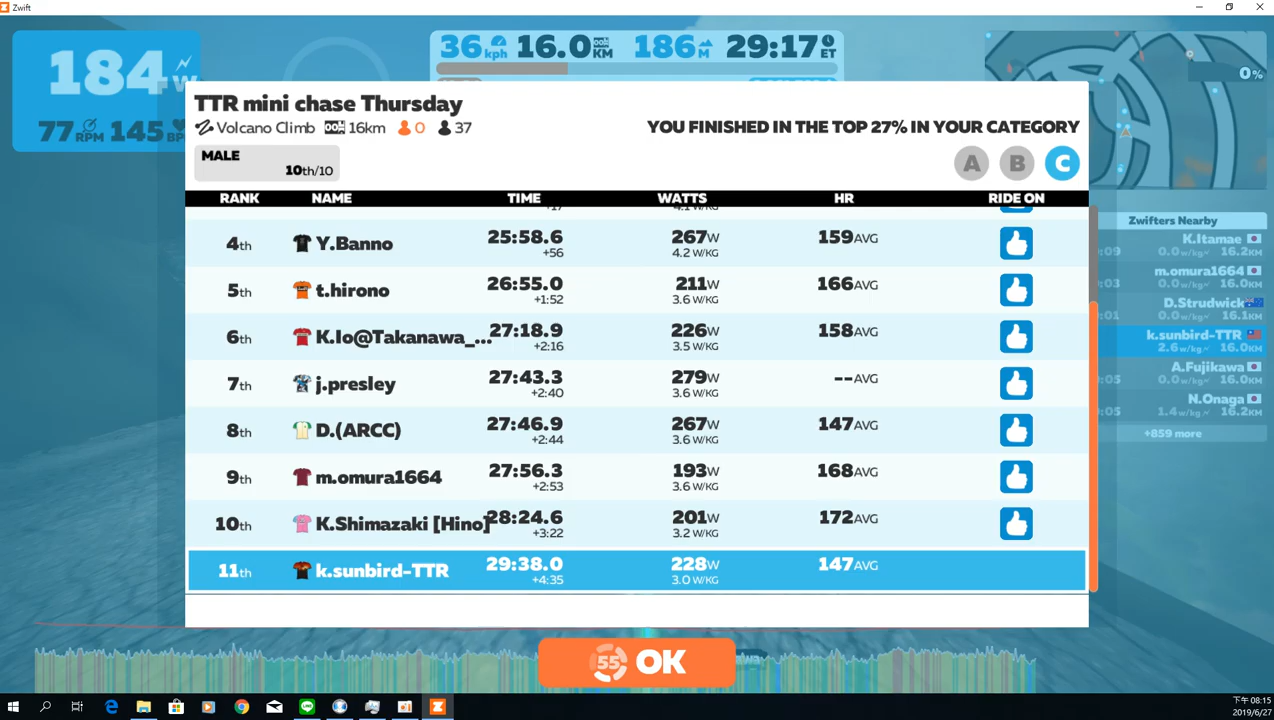 Zwift
184W
77 RPM 145 BP
36 kph 16.0 KM 186 M 29:17 ET
0%
TTR mini chase Thursday
Volcano Climb 16km 0 37
YOU FINISHED IN THE TOP 27% IN YOUR CATEGORY
MALE
10th/10
A B C
RANK NAME TIME WATTS HR RIDE ON
4th Y.Banno 25:58.6 267W 159AVG
+56 4.2 W/KG
5th t.hirono 26:55.0 211W 166AVG
+1:52 3.6 W/KG
6th K.Io@Takanawa_... 27:18.9 226W 158AVG
+2:16 3.5 W/KG
7th j.presley 27:43.3 279W --AVG
+2:40 3.6 W/KG
8th D.(ARCC) 27:46.9 267W 147AVG
+2:44 3.6 W/KG
9th m.omura1664 27:56.3 193W 168AVG
+2:53 3.6 W/KG
10th K.Shimazaki [Hino] 28:24.6 201W 172AVG
+3:22 3.2 W/KG
11th k.sunbird-TTR 29:38.0 228W 147AVG
+4:35 3.0 W/KG
Zwifters Nearby
K.Itamae
:09 0.0w/kg 16.2KM
m.omura1664
:03 0.0w/kg 16.0KM
D.Strudwick
:01 0.0w/kg 16.1KM
k.sunbird-TTR
2.6w/kg 16.0KM
A.Fujikawa
:05 0.0w/kg 16.0KM
N.Onaga
:05 1.4w/kg 16.2KM
+859 more
55 OK
下午 08:15
2019/6/27